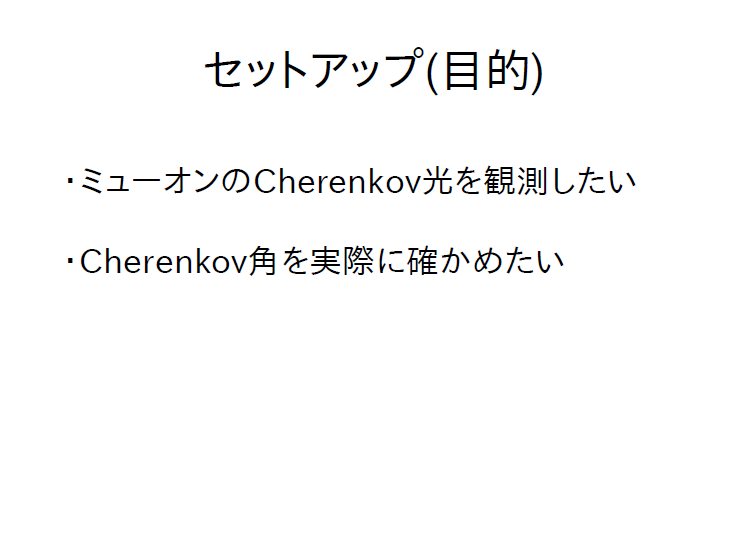 セットアップ(目的)
・ミューオンのCherenkov光を観測したい
・Cherenkov角を実際に確かめたい